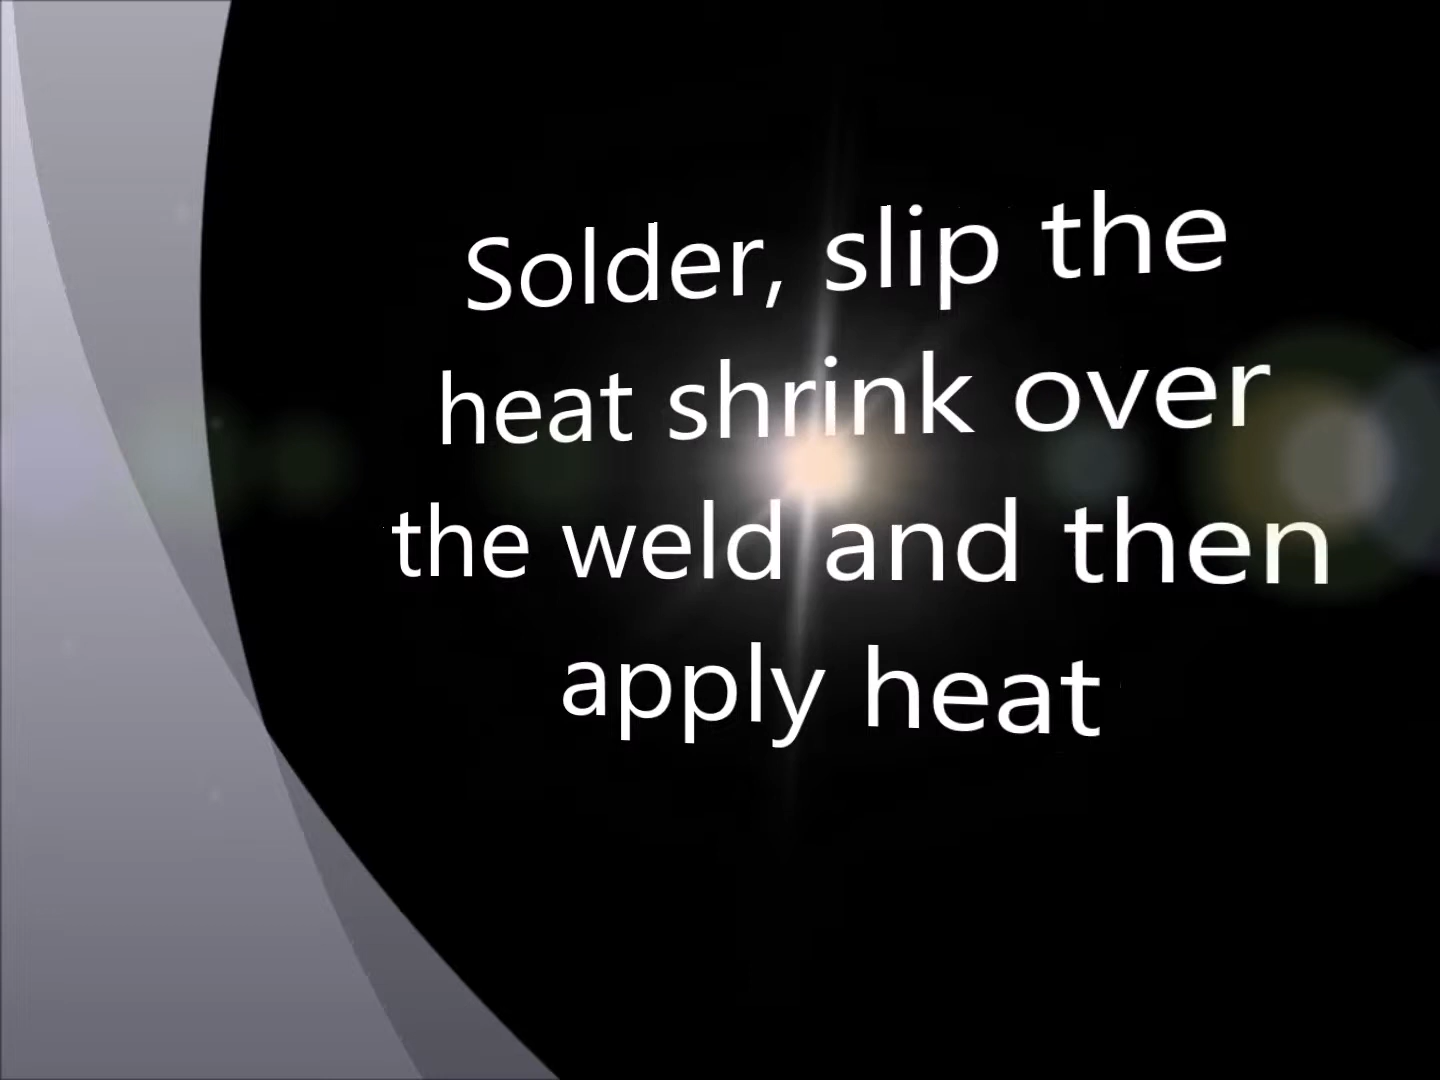 Solder, slip the
heat shrink over
the weld and then
apply heat